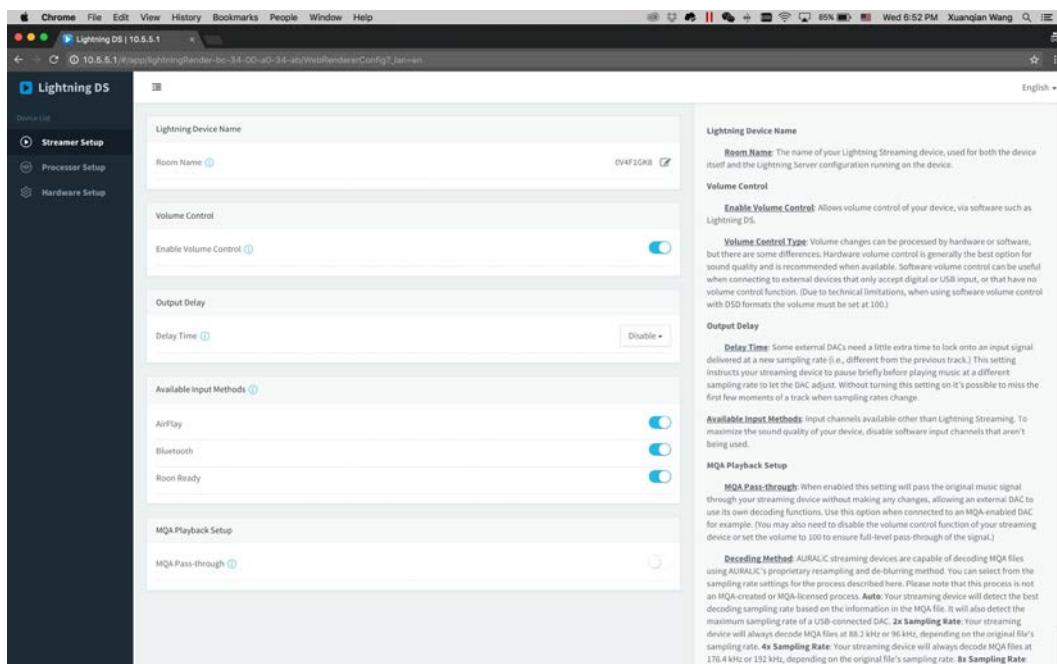 Chrome File Edit View History Bookmarks People Window Help 85% Wed 6:52 PM Xuanqian Wang
Lightning DS | 10.5.5.1 ×
10.5.5.1/#/app/lightningRender-bc-34-00-a0-34-ab/WebRendererConfig?_lan=en
Lightning DS
English
Device List
Streamer Setup
Processor Setup
Hardware Setup
Lightning Device Name
Room Name 0V4F1GK8
Volume Control
Enable Volume Control
Output Delay
Delay Time Disable
Available Input Methods
AirPlay
Bluetooth
Roon Ready
MQA Playback Setup
MQA Pass-through
Lightning Device Name
Room Name: The name of your Lightning Streaming device, used for both the device
itself and the Lightning Server configuration running on the device.
Volume Control
Enable Volume Control: Allows volume control of your device, via software such as
Lightning DS.
Volume Control Type: Volume changes can be processed by hardware or software,
but there are some differences. Hardware volume control is generally the best option for
sound quality and is recommended when available. Software volume control can be useful
when connecting to external devices that only accept digital or USB input, or that have no
volume control function. (Due to technical limitations, when using software volume control
with DSD formats the volume must be set at 100.)
Output Delay
Delay Time: Some external DACs need a little extra time to lock onto an input signal
delivered at a new sampling rate (i.e., different from the previous track.) This setting
instructs your streaming device to pause briefly before playing music at a different
sampling rate to let the DAC adjust. Without turning this setting on it's possible to miss the
first few moments of a track when sampling rates change.
Available Input Methods: Input channels available other than Lightning Streaming. To
maximize the sound quality of your device, disable software input channels that aren't
being used.
MQA Playback Setup
MQA Pass-through: When enabled this setting will pass the original music signal
through your streaming device without making any changes, allowing an external DAC to
use its own decoding functions. Use this option when connected to an MQA-enabled DAC
for example. (You may also need to disable the volume control function of your streaming
device or set the volume to 100 to ensure full-level pass-through of the signal.)
Decoding Method: AURALiC streaming devices are capable of decoding MQA files
using AURALiC's proprietary resampling and de-blurring method. You can select from the
sampling rate settings for the process described here. Please note that this process is not
an MQA-created or MQA-licensed process. Auto: Your streaming device will detect the best
decoding sampling rate based on the information in the MQA file. It will also detect the
maximum sampling rate of a USB-connected DAC. 2x Sampling Rate: Your streaming
device will always decode MQA files at 88.2 kHz or 96 kHz, depending on the original file's
sampling rate. 4x Sampling Rate: Your streaming device will always decode MQA files at
176.4 kHz or 192 kHz, depending on the original file's sampling rate. 8x Sampling Rate: